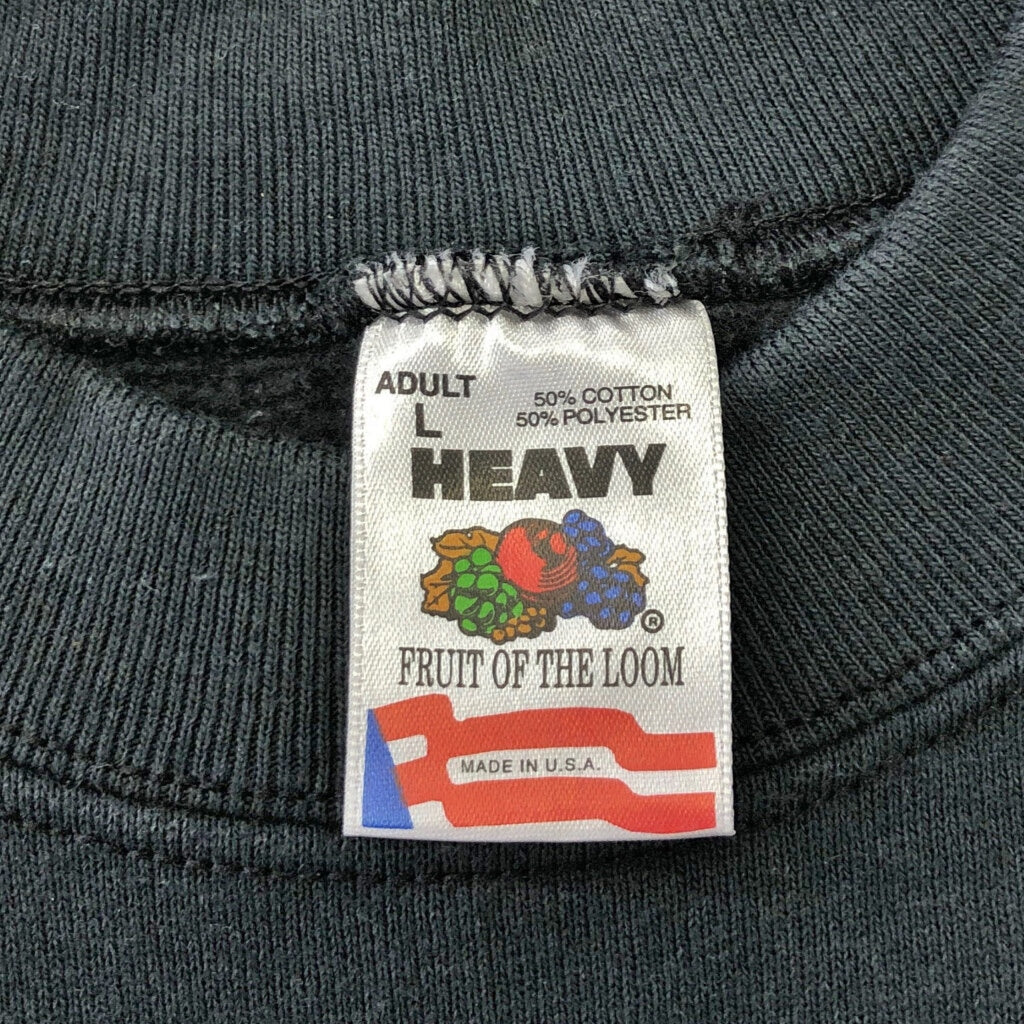 ADULT
L
50% COTTON
50% POLYESTER
HEAVY
®
FRUIT OF THE LOOM
MADE IN U.S.A.